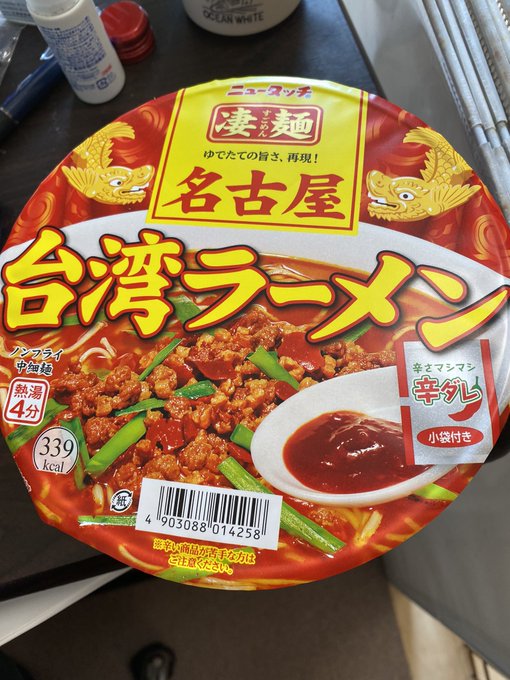 OCEAN WHITE
ニュータッチ
凄麺
すごめん
ゆでたての旨さ、再現!
名古屋
台湾ラーメン
ノンフライ
中細麺
熱湯
4分
339
kcal
辛さマシマシ
辛ダレ
小袋付き
紙
4 903088 014258
※辛い商品が苦手な方は
ご注意ください。